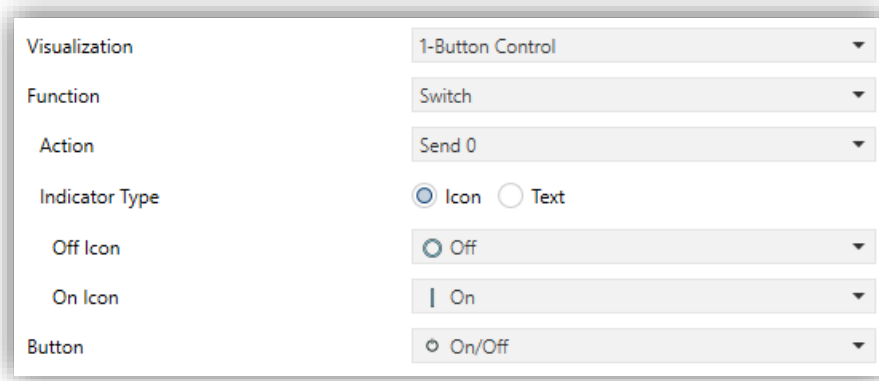 Visualization 1-Button Control
Function Switch
Action Send 0
Indicator Type Icon Text
Off Icon Off
On Icon On
Button On/Off